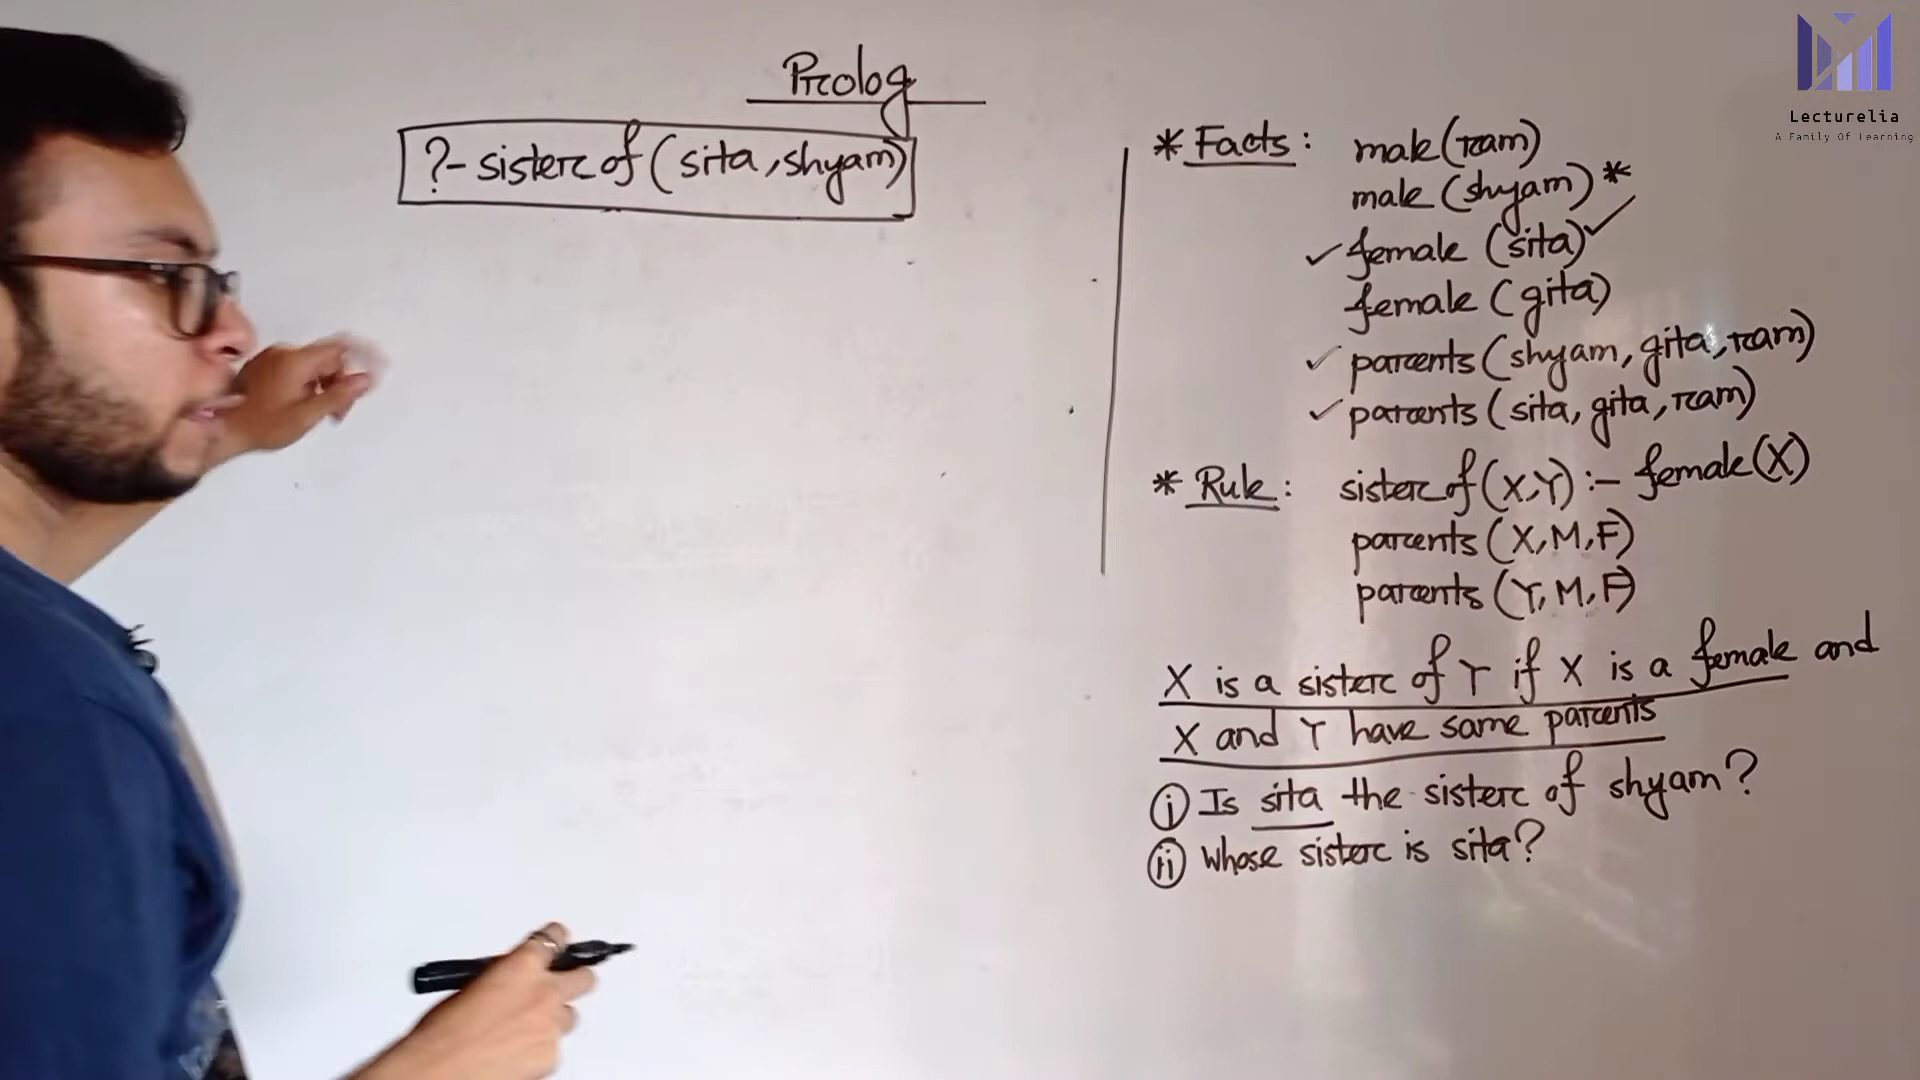 Prolog
?- sister of (sita, shyam)
Lecturelia
A Family Of Learning
* Facts: male (ram)
male (shyam) *
✓ female (sita) ✓
female (gita)
✓ parents (shyam, gita, ram)
✓ parents (sita, gita, ram)
* Rule: sister of (X,Y) :- female (X)
parents (X, M, F)
parents (Y, M, F)
X is a sister of Y if X is a female and
X and Y have same parents
(i) Is sita the sister of shyam?
(ii) Whose sister is sita?